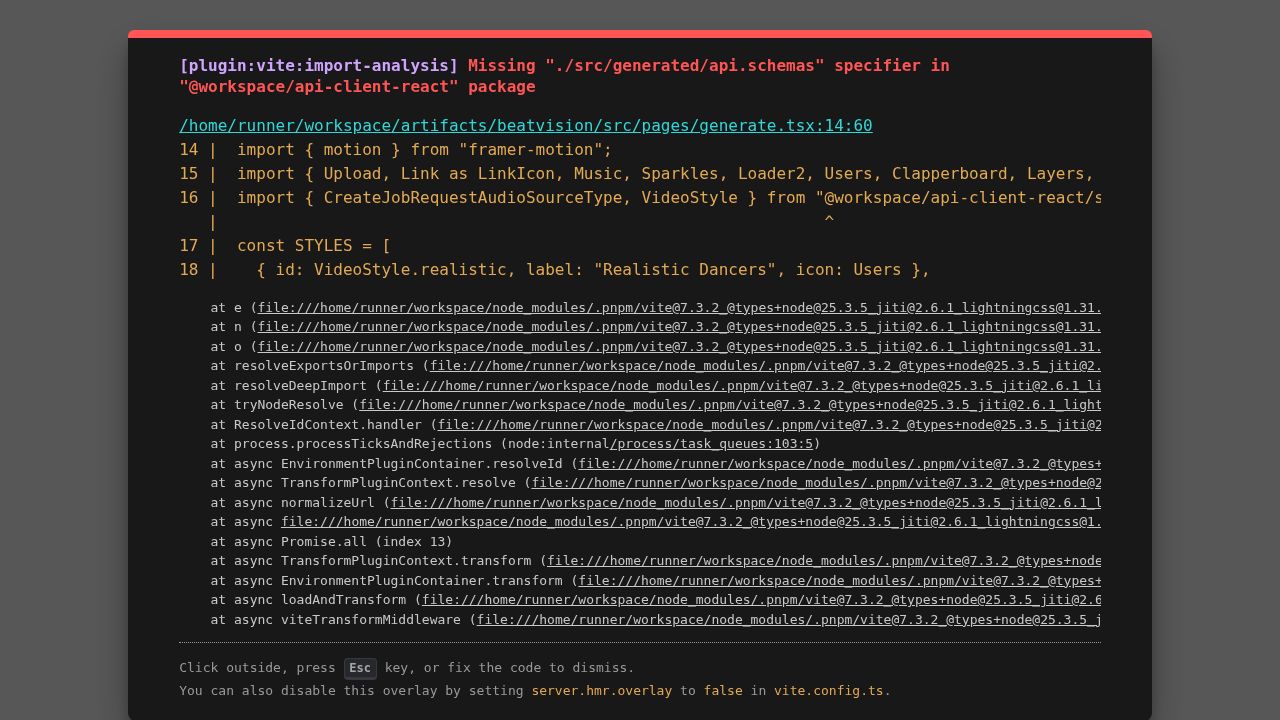 [plugin:vite:import-analysis] Missing "./src/generated/api.schemas" specifier in
"@workspace/api-client-react" package
/home/runner/workspace/artifacts/beatvision/src/pages/generate.tsx:14:60
14 |  import { motion } from "framer-motion";
15 |  import { Upload, Link as LinkIcon, Music, Sparkles, Loader2, Users, Clapperboard, Layers,
16 |  import { CreateJobRequestAudioSourceType, VideoStyle } from "@workspace/api-client-react/s
   |                                                               ^
17 |  const STYLES = [
18 |    { id: VideoStyle.realistic, label: "Realistic Dancers", icon: Users },
at e (file:///home/runner/workspace/node_modules/.pnpm/vite@7.3.2_@types+node@25.3.5_jiti@2.6.1_lightningcss@1.31.
at n (file:///home/runner/workspace/node_modules/.pnpm/vite@7.3.2_@types+node@25.3.5_jiti@2.6.1_lightningcss@1.31.
at o (file:///home/runner/workspace/node_modules/.pnpm/vite@7.3.2_@types+node@25.3.5_jiti@2.6.1_lightningcss@1.31.
at resolveExportsOrImports (file:///home/runner/workspace/node_modules/.pnpm/vite@7.3.2_@types+node@25.3.5_jiti@2.
at resolveDeepImport (file:///home/runner/workspace/node_modules/.pnpm/vite@7.3.2_@types+node@25.3.5_jiti@2.6.1_li
at tryNodeResolve (file:///home/runner/workspace/node_modules/.pnpm/vite@7.3.2_@types+node@25.3.5_jiti@2.6.1_light
at ResolveIdContext.handler (file:///home/runner/workspace/node_modules/.pnpm/vite@7.3.2_@types+node@25.3.5_jiti@2
at process.processTicksAndRejections (node:internal/process/task_queues:103:5)
at async EnvironmentPluginContainer.resolveId (file:///home/runner/workspace/node_modules/.pnpm/vite@7.3.2_@types+
at async TransformPluginContext.resolve (file:///home/runner/workspace/node_modules/.pnpm/vite@7.3.2_@types+node@2
at async normalizeUrl (file:///home/runner/workspace/node_modules/.pnpm/vite@7.3.2_@types+node@25.3.5_jiti@2.6.1_l
at async file:///home/runner/workspace/node_modules/.pnpm/vite@7.3.2_@types+node@25.3.5_jiti@2.6.1_lightningcss@1.
at async Promise.all (index 13)
at async TransformPluginContext.transform (file:///home/runner/workspace/node_modules/.pnpm/vite@7.3.2_@types+node
at async EnvironmentPluginContainer.transform (file:///home/runner/workspace/node_modules/.pnpm/vite@7.3.2_@types+
at async loadAndTransform (file:///home/runner/workspace/node_modules/.pnpm/vite@7.3.2_@types+node@25.3.5_jiti@2.6
at async viteTransformMiddleware (file:///home/runner/workspace/node_modules/.pnpm/vite@7.3.2_@types+node@25.3.5_j
Click outside, press Esc key, or fix the code to dismiss.
You can also disable this overlay by setting server.hmr.overlay to false in vite.config.ts.